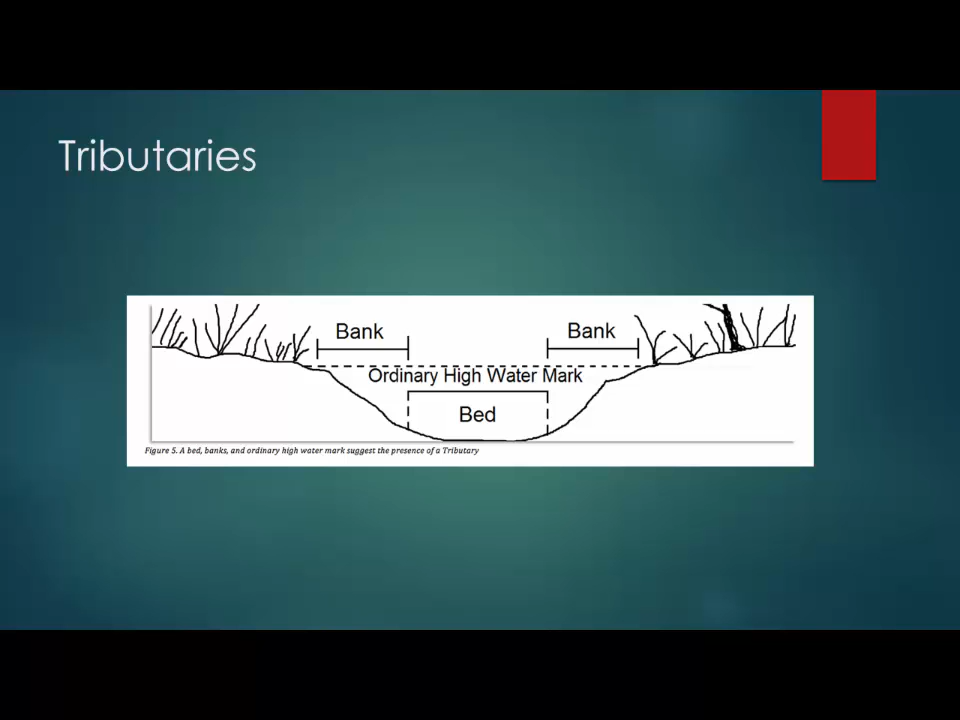 Tributaries
Bank
Bank
Ordinary High Water Mark
Bed
Figure 5. A bed, banks, and ordinary high water mark suggest the presence of a Tributary